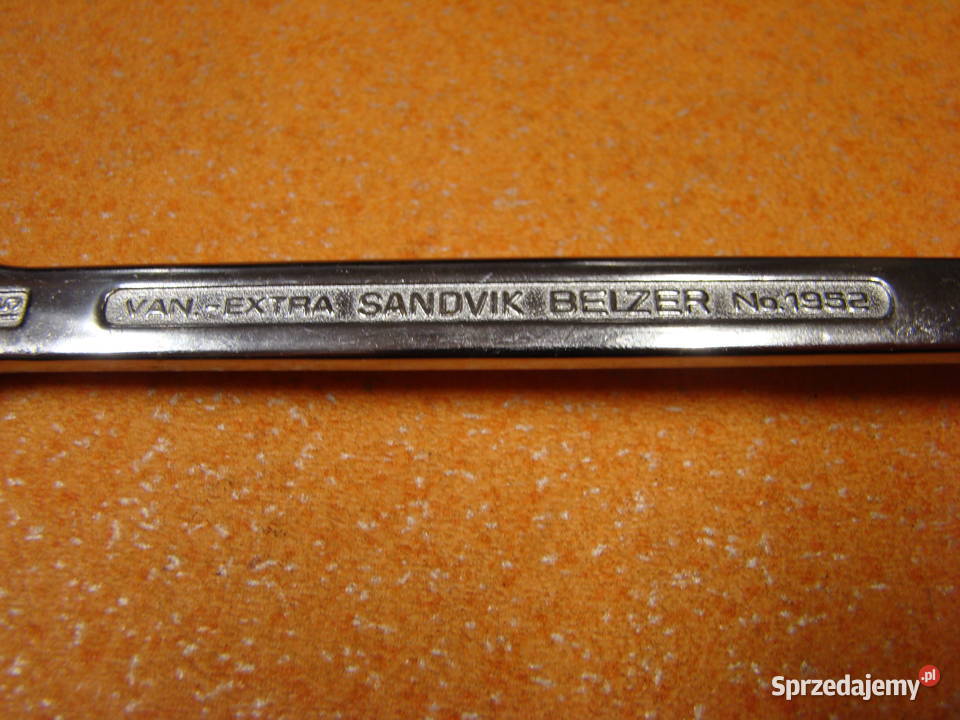 VAN.-EXTRA SANDVIK BELZER No.1952
Sprzedajemy.pl